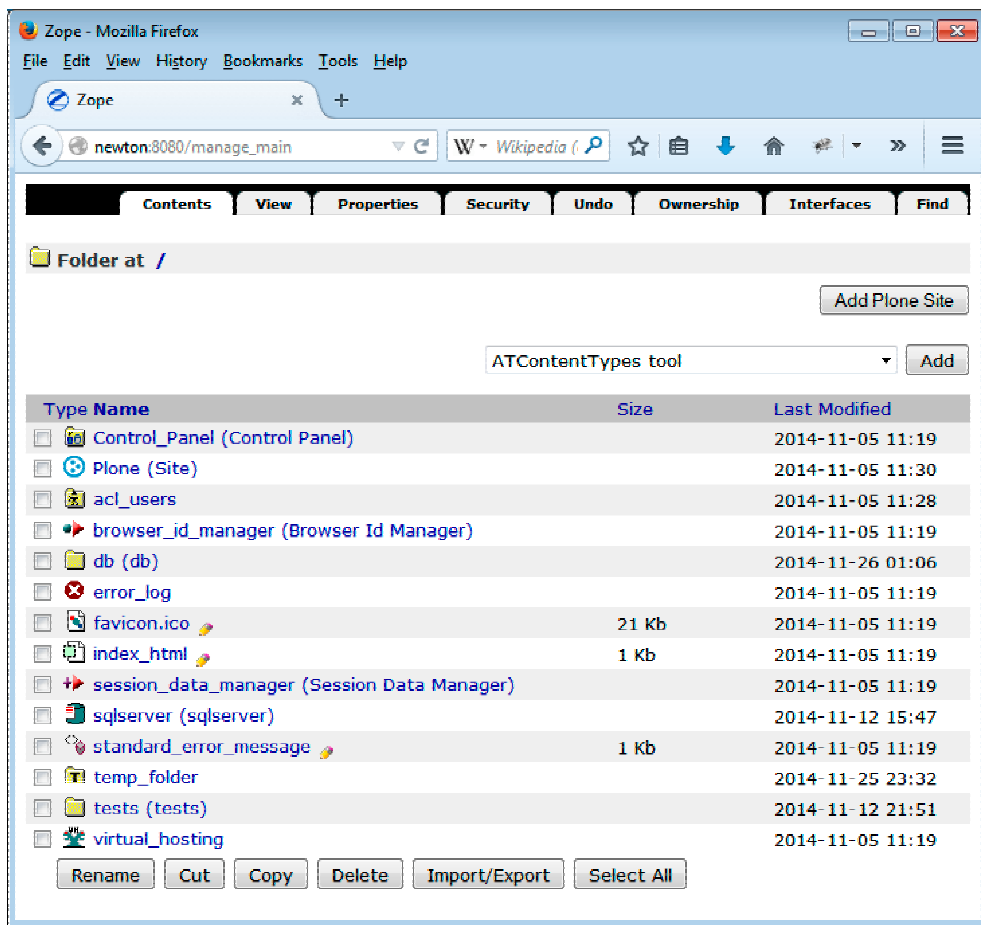 Zope - Mozilla Firefox
File Edit View History Bookmarks Tools Help
Zope
newton:8080/manage_main W Wikipedia (
Contents View Properties Security Undo Ownership Interfaces Find
Folder at /
Add Plone Site
ATContentTypes tool Add
Type Name Size Last Modified
Control_Panel (Control Panel) 2014-11-05 11:19
Plone (Site) 2014-11-05 11:30
acl_users 2014-11-05 11:28
browser_id_manager (Browser Id Manager) 2014-11-05 11:19
db (db) 2014-11-26 01:06
error_log 2014-11-05 11:19
favicon.ico 21 Kb 2014-11-05 11:19
index_html 1 Kb 2014-11-05 11:19
session_data_manager (Session Data Manager) 2014-11-05 11:19
sqlserver (sqlserver) 2014-11-12 15:47
standard_error_message 1 Kb 2014-11-05 11:19
temp_folder 2014-11-25 23:32
tests (tests) 2014-11-12 21:51
virtual_hosting 2014-11-05 11:19
Rename Cut Copy Delete Import/Export Select All